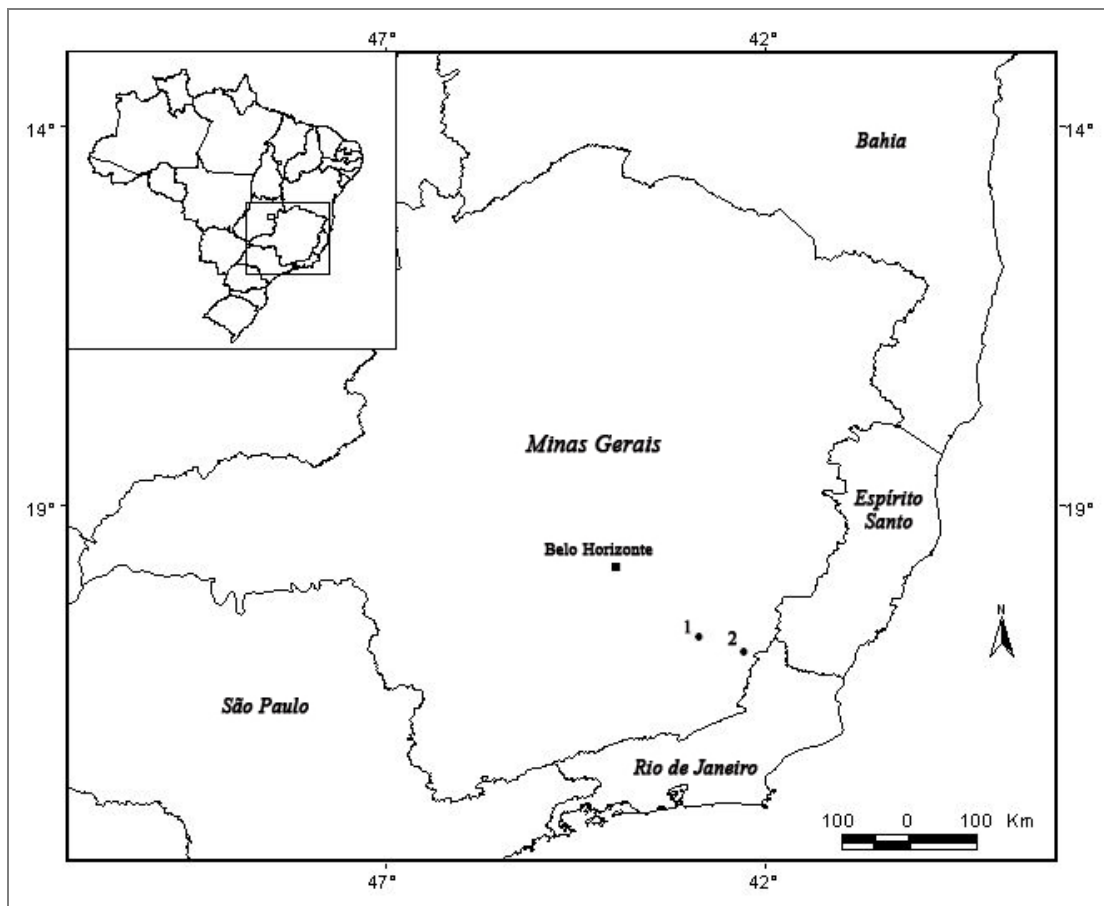 47°
42°
14°
14°
Bahia
Minas Gerais
19°
19°
Espírito
Santo
Belo Horizonte
N
1
2
São Paulo
Rio de Janeiro
100 0 100 Km
47°
42°